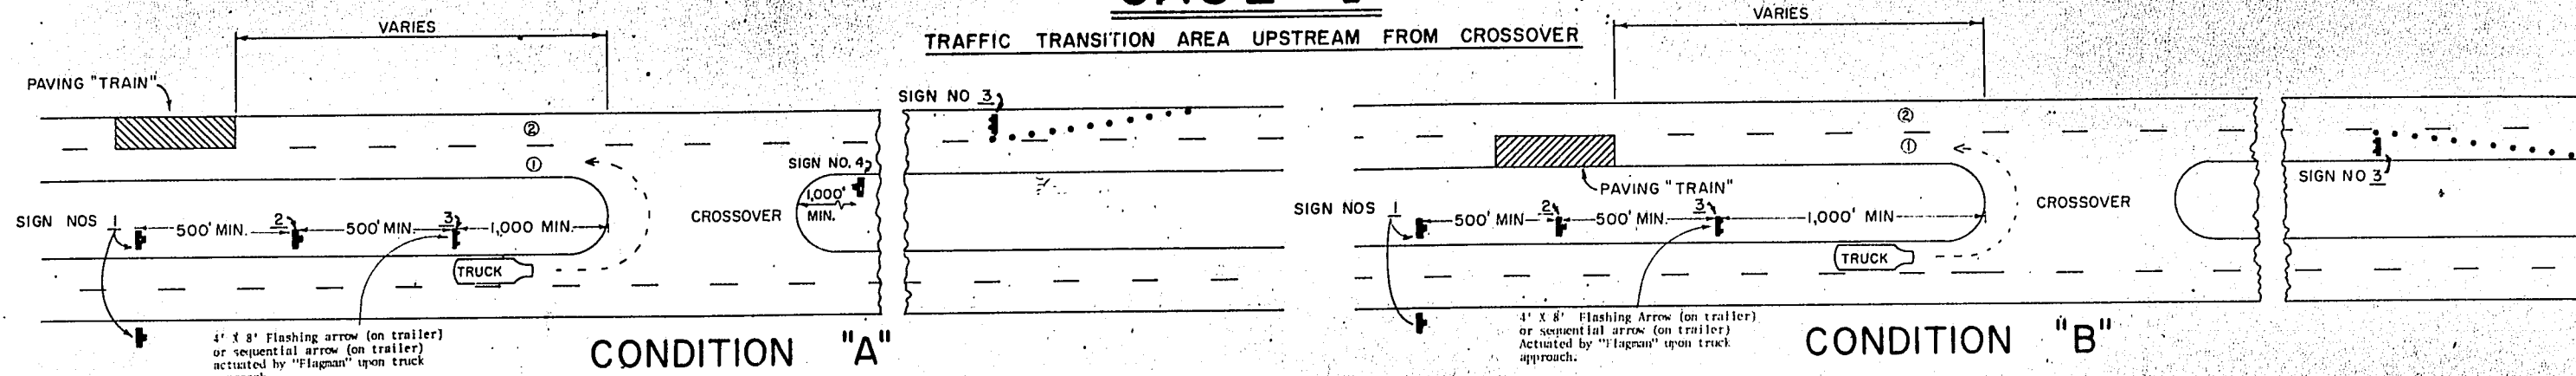 TRAFFIC TRANSITION AREA UPSTREAM FROM CROSSOVER
VARIES
PAVING "TRAIN"
②
①
SIGN NO. 4
1,000'
MIN.
CROSSOVER
SIGN NOS 1
500' MIN.
2
500' MIN.
3
1,000 MIN.
TRUCK
4' X 8' Flashing arrow (on trailer)
or sequential arrow (on trailer)
actuated by "Flagman" upon truck
CONDITION "A"
SIGN NO 3
VARIES
②
①
PAVING "TRAIN"
SIGN NOS 1
500' MIN
2
500' MIN.
3
1,000' MIN
CROSSOVER
TRUCK
SIGN NO 3
4' X 8' Flashing Arrow (on trailer)
or sequential arrow (on trailer)
Actuated by "Flagman" upon truck
approach.
CONDITION "B"